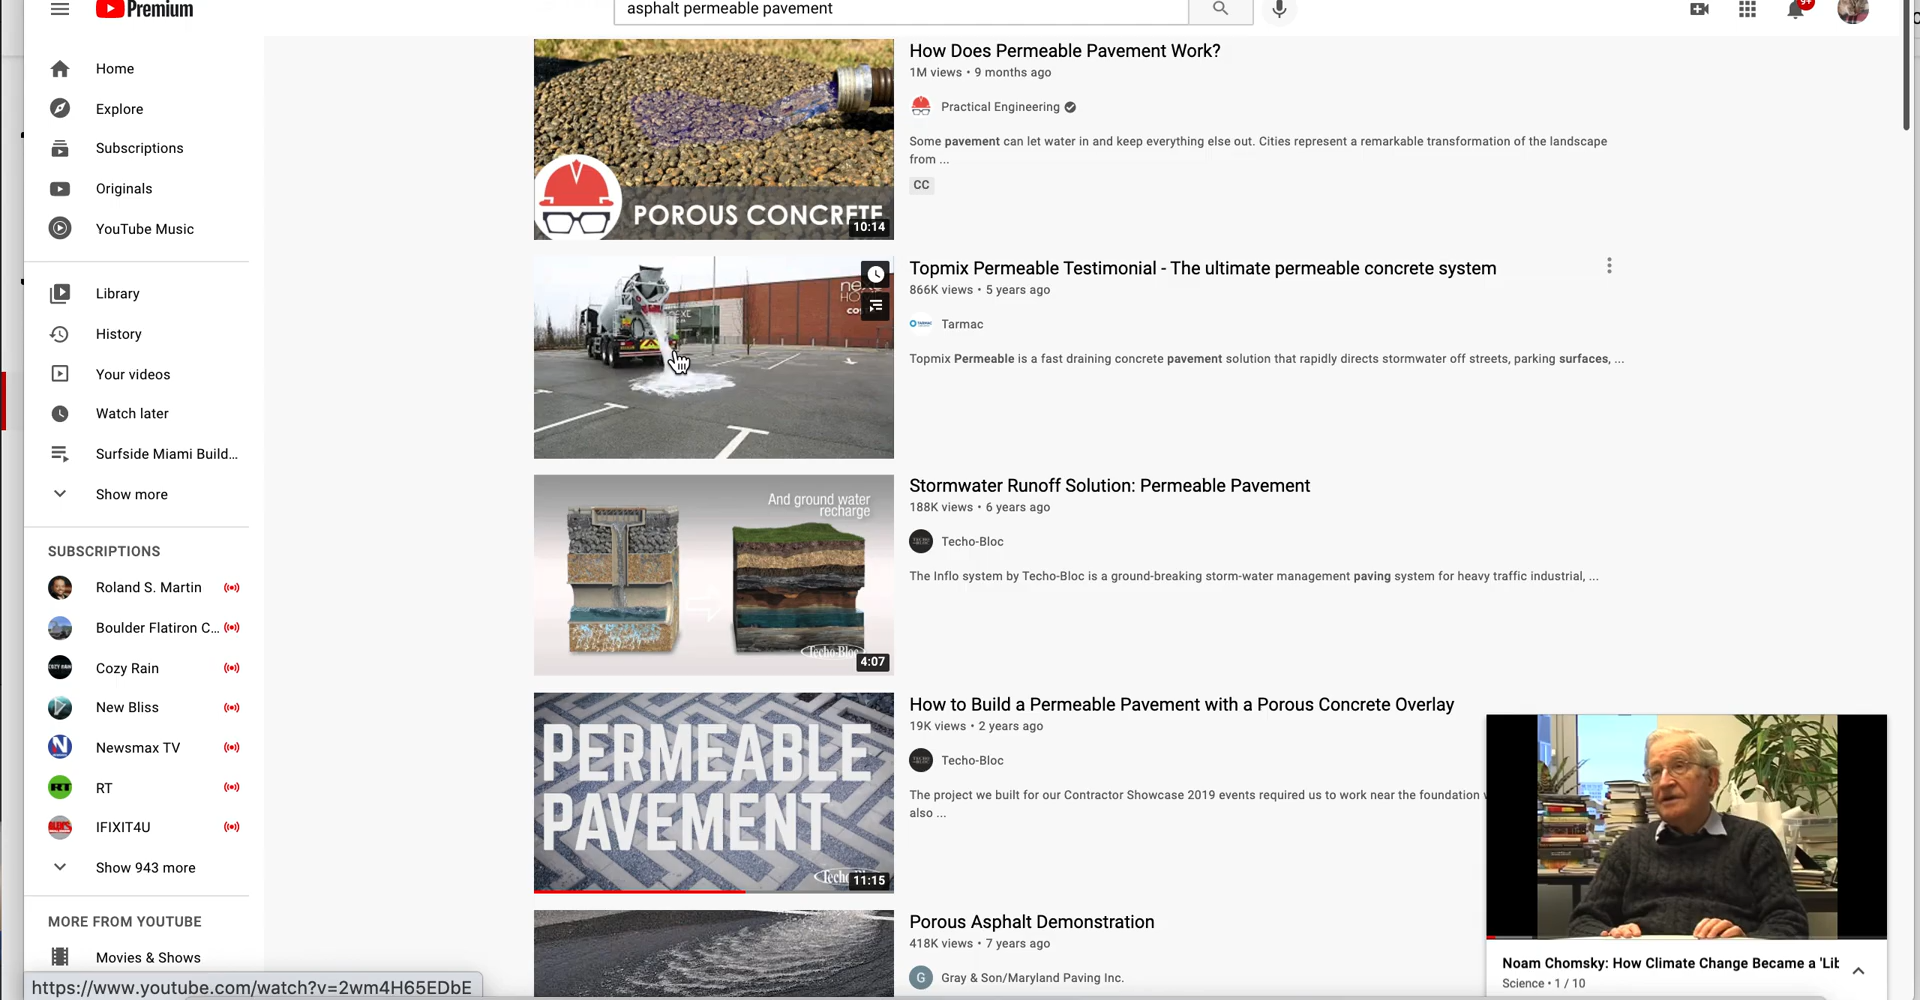 Premium
asphalt permeable pavement
9+
Home
Explore
Subscriptions
Originals
YouTube Music
Library
History
Your videos
Watch later
Surfside Miami Build...
Show more
SUBSCRIPTIONS
Roland S. Martin
Boulder Flatiron C...
Cozy Rain
New Bliss
Newsmax TV
RT
IFIXIT4U
Show 943 more
MORE FROM YOUTUBE
Movies & Shows
https://www.youtube.com/watch?v=2wm4H65EDbE
POROUS CONCRETE
10:14
How Does Permeable Pavement Work?
1M views • 9 months ago
Practical Engineering
Some pavement can let water in and keep everything else out. Cities represent a remarkable transformation of the landscape
from ...
CC
Topmix Permeable Testimonial - The ultimate permeable concrete system
866K views • 5 years ago
Tarmac
Topmix Permeable is a fast draining concrete pavement solution that rapidly directs stormwater off streets, parking surfaces, ...
And ground water
recharge
Techo-Bloc
4:07
Stormwater Runoff Solution: Permeable Pavement
188K views • 6 years ago
Techo-Bloc
The Inflo system by Techo-Bloc is a ground-breaking storm-water management paving system for heavy traffic industrial, ...
PERMEABLE
PAVEMENT
11:15
How to Build a Permeable Pavement with a Porous Concrete Overlay
19K views • 2 years ago
Techo-Bloc
The project we built for our Contractor Showcase 2019 events required us to work near the foundation
also ...
Porous Asphalt Demonstration
418K views • 7 years ago
G
Gray & Son/Maryland Paving Inc.
Noam Chomsky: How Climate Change Became a 'Lib
Science • 1 / 10